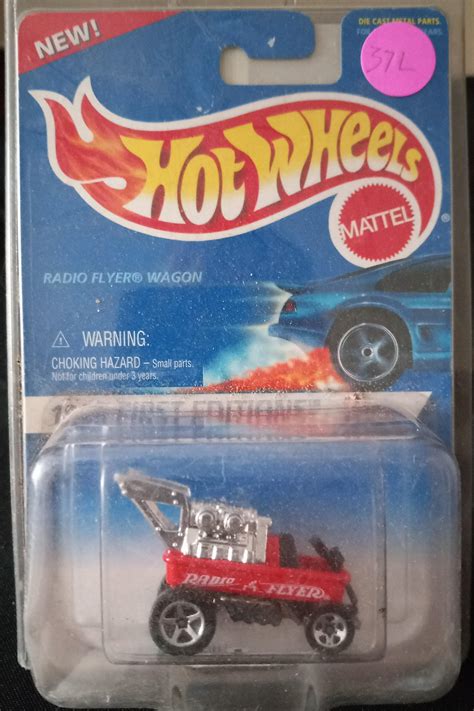 NEW!
DIE CAST METAL PARTS.
37L
HOT WHEELS
MATTEL
®
RADIO FLYER® WAGON
⚠ WARNING:
CHOKING HAZARD – Small parts.
Not for children under 3 years.
FIRST EDITIONS
RADIO FLYER